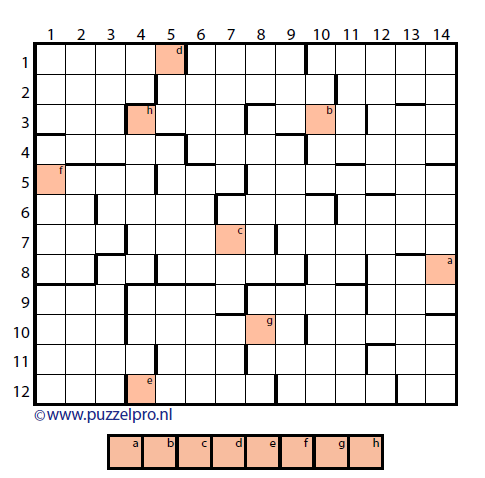 1 2 3 4 5 6 7 8 9 10 11 12 13 14
1 d
2
3 h b
4
5 f
6
7 c
8 a
9
10 g
11
12 e
©www.puzzelpro.nl
a b c d e f g h